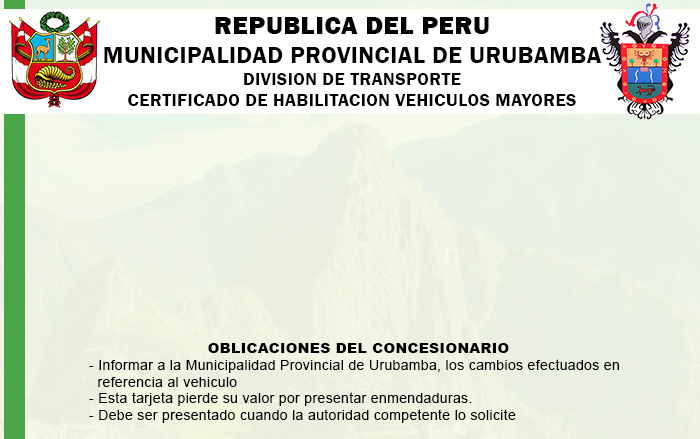 REPUBLICA DEL PERU
MUNICIPALIDAD PROVINCIAL DE URUBAMBA
DIVISION DE TRANSPORTE
CERTIFICADO DE HABILITACION VEHICULOS MAYORES
OBLICACIONES DEL CONCESIONARIO
- Informar a la Municipalidad Provincial de Urubamba, los cambios efectuados en
referencia al vehiculo
- Esta tarjeta pierde su valor por presentar enmendaduras.
- Debe ser presentado cuando la autoridad competente lo solicite